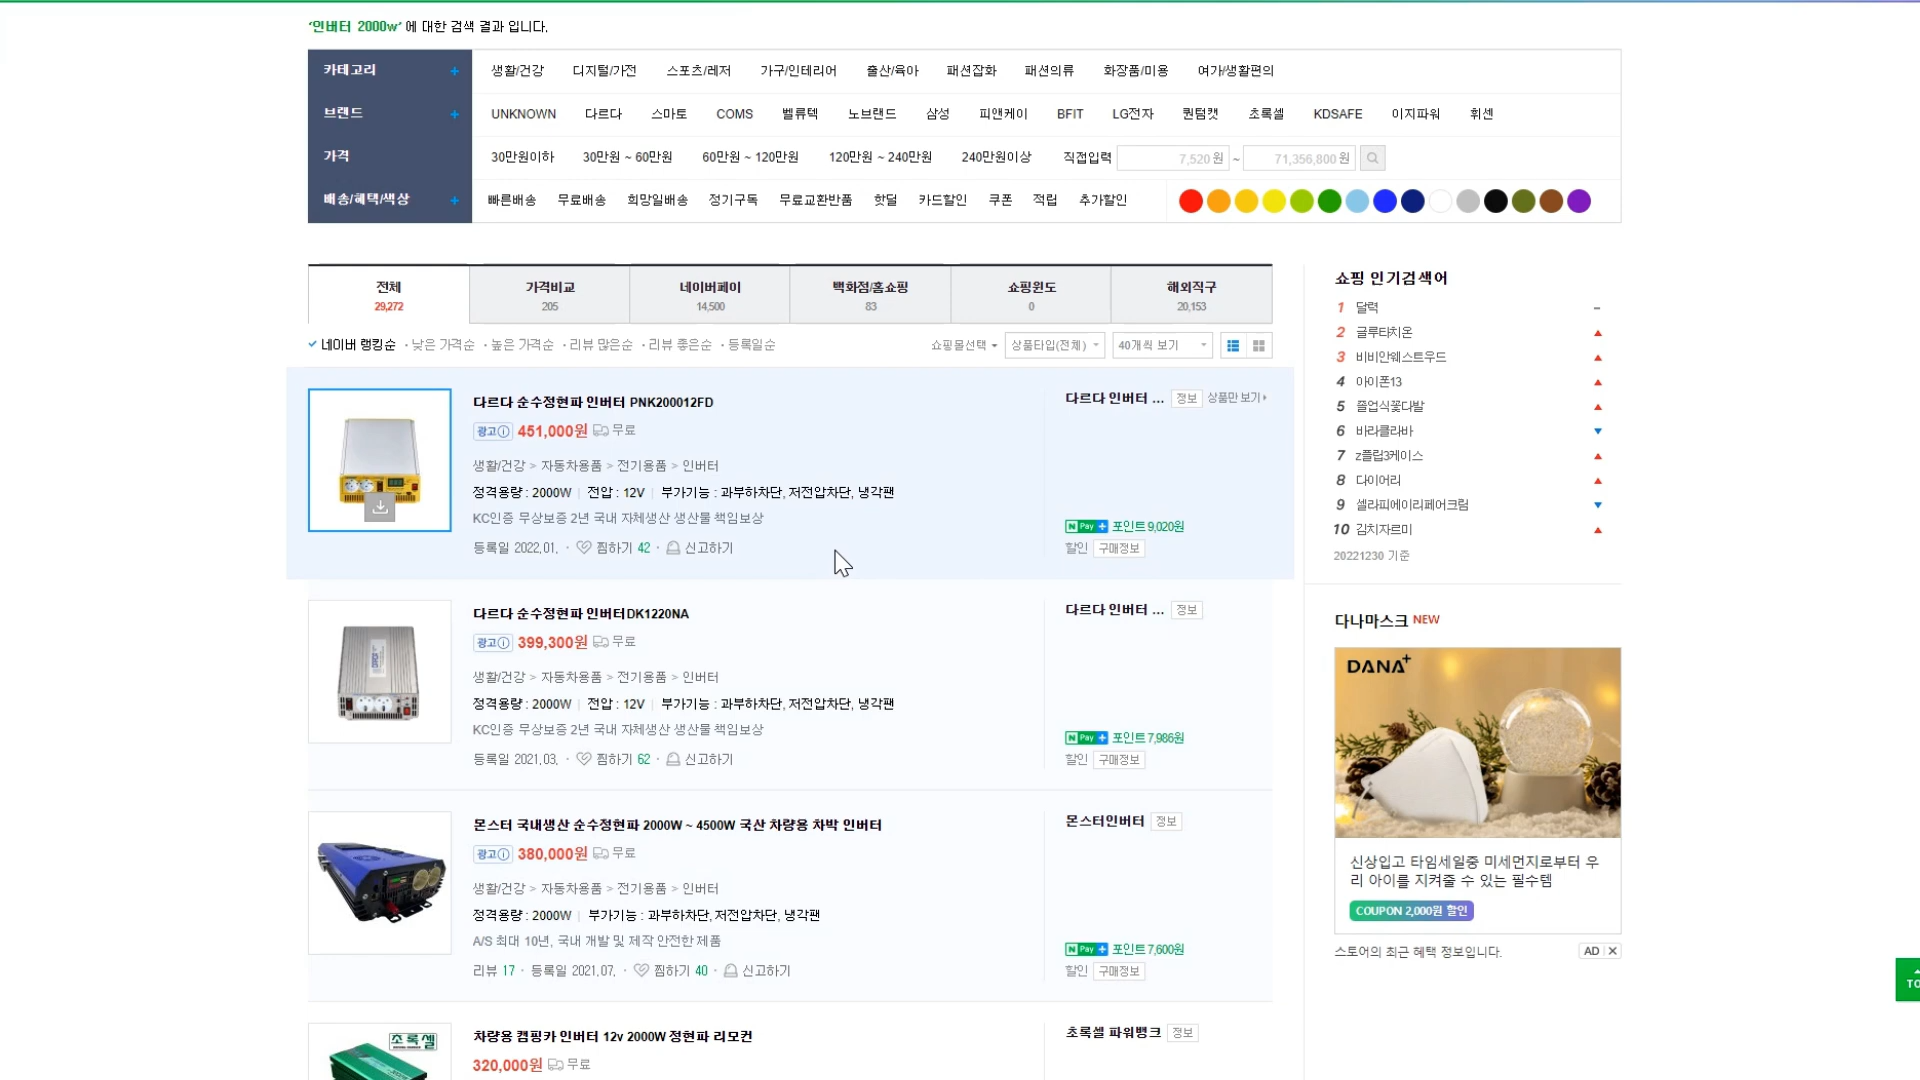 ‘인버터 2000w’ 에 대한 검색 결과 입니다.
카테고리 + 생활/건강 디지털/가전 스포츠/레저 가구/인테리어 출산/육아 패션잡화 패션의류 화장품/미용 여가/생활편의
브랜드 + UNKNOWN 다르다 스마토 COMS 벨류텍 노브랜드 삼성 피앤케이 BFIT LG전자 퀀텀캣 초록셀 KDSAFE 이지파워 휘센
가격 30만원이하 30만원 ~ 60만원 60만원 ~ 120만원 120만원 ~ 240만원 240만원이상 직접입력 7,520 원 ~ 71,356,800 원
배송/혜택/색상 + 빠른배송 무료배송 희망일배송 정기구독 무료교환반품 핫딜 카드할인 쿠폰 적립 추가할인
전체 가격비교 네이버페이 백화점/홈쇼핑 쇼핑윈도 해외직구
29,272 205 14,500 83 0 20,153
네이버 랭킹순 · 낮은 가격순 · 높은 가격순 · 리뷰 많은순 · 리뷰 좋은순 · 등록일순 쇼핑몰선택 상품타입(전체) 40개씩 보기
다르다 순수정현파 인버터 PNK200012FD
광고 451,000원 무료
생활/건강 > 자동차용품 > 전기용품 > 인버터
정격용량 : 2000W | 전압 : 12V | 부가기능 : 과부하차단, 저전압차단, 냉각팬
KC인증 무상보증 2년 국내 자체생산 생산물 책임보상
등록일 2022.01. · 찜하기 42 · 신고하기
다르다 인버터 ... 정보 상품만 보기
N Pay + 포인트 9,020원
할인 구매정보
다르다 순수정현파 인버터DK1220NA
광고 399,300원 무료
생활/건강 > 자동차용품 > 전기용품 > 인버터
정격용량 : 2000W | 전압 : 12V | 부가기능 : 과부하차단, 저전압차단, 냉각팬
KC인증 무상보증 2년 국내 자체생산 생산물 책임보상
등록일 2021.03. · 찜하기 62 · 신고하기
다르다 인버터 ... 정보
N Pay + 포인트 7,986원
할인 구매정보
몬스터 국내생산 순수정현파 2000W ~ 4500W 국산 차량용 차박 인버터
광고 380,000원 무료
생활/건강 > 자동차용품 > 전기용품 > 인버터
정격용량 : 2000W | 부가기능 : 과부하차단, 저전압차단, 냉각팬
A/S 최대 10년, 국내 개발 및 제작 안전한 제품
리뷰 17 · 등록일 2021.07. · 찜하기 40 · 신고하기
몬스터인버터 정보
N Pay + 포인트 7,600원
할인 구매정보
초록셀
차량용 캠핑카 인버터 12v 2000W 정현파 리모컨
320,000원 무료
초록셀 파워뱅크 정보
쇼핑 인기검색어
1 달력
2 글루타치온
3 비비안웨스트우드
4 아이폰13
5 졸업식꽃다발
6 바라클라바
7 z플립3케이스
8 다이어리
9 셀라피에이리페어크림
10 김치자르미
20221230 기준
다나마스크 NEW
DANA+
신상입고 타임세일중 미세먼지로부터 우
리 아이를 지켜줄 수 있는 필수템
COUPON 2,000원 할인
스토어의 최근 혜택 정보입니다. AD